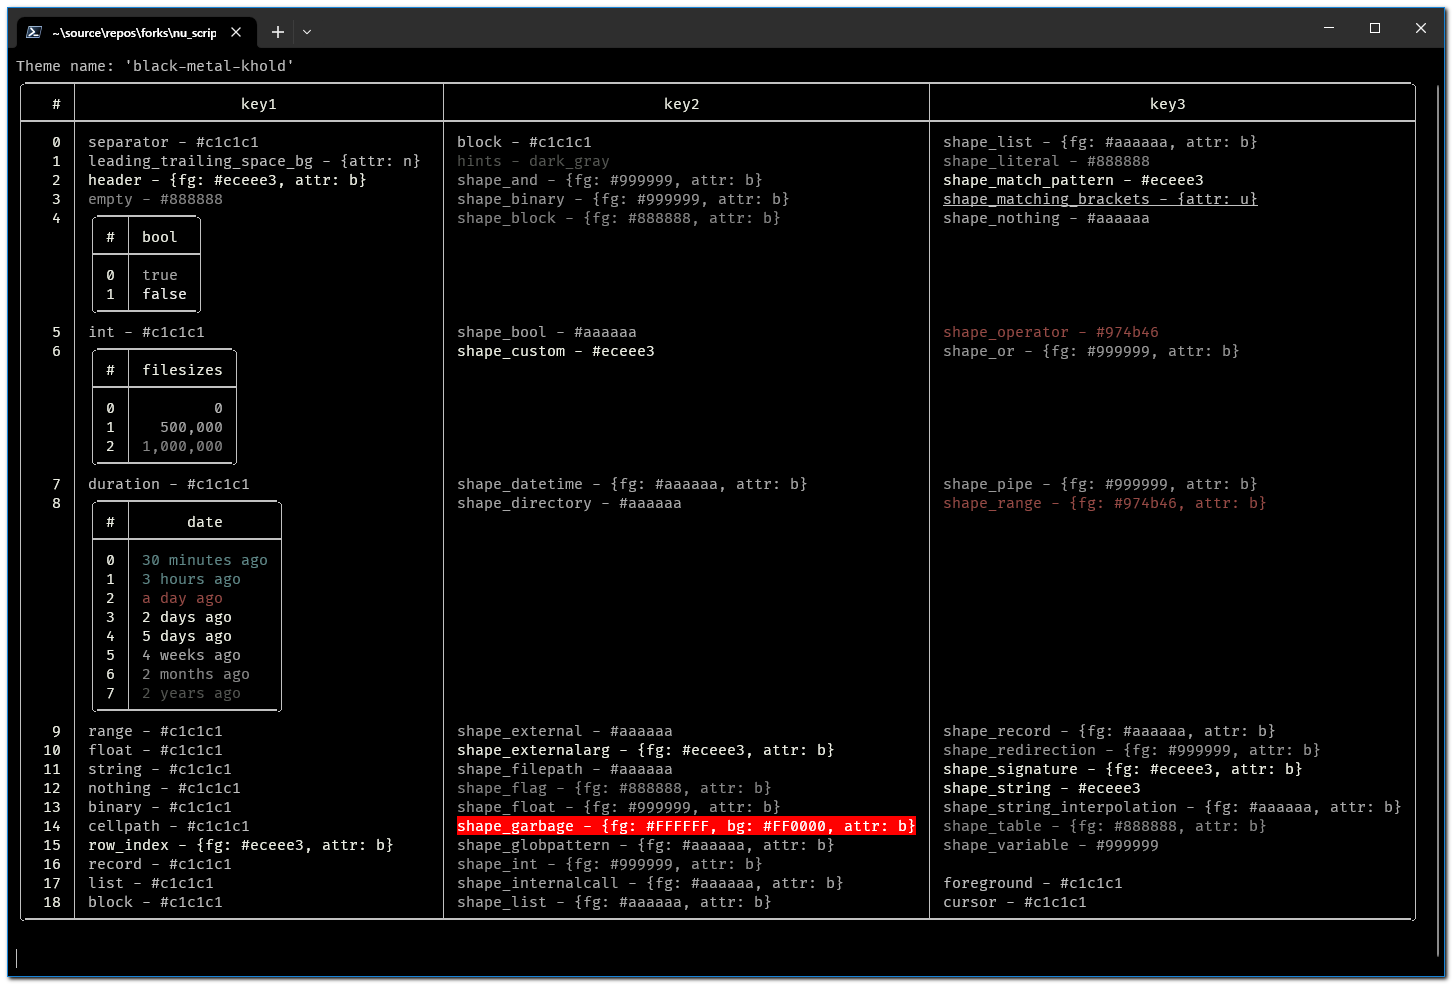 ~\source\repos\forks\nu_scrip
Theme name: 'black-metal-khold'
# key1 key2 key3
0 separator - #c1c1c1 block - #c1c1c1 shape_list - {fg: #aaaaaa, attr: b}
1 leading_trailing_space_bg - {attr: n} hints - dark_gray shape_literal - #888888
2 header - {fg: #eceee3, attr: b} shape_and - {fg: #999999, attr: b} shape_match_pattern - #eceee3
3 empty - #888888 shape_binary - {fg: #999999, attr: b} shape_matching_brackets - {attr: u}
4 shape_block - {fg: #888888, attr: b} shape_nothing - #aaaaaa
# bool
0 true
1 false
5 int - #c1c1c1 shape_bool - #aaaaaa shape_operator - #974b46
6 shape_custom - #eceee3 shape_or - {fg: #999999, attr: b}
# filesizes
0 0
1 500,000
2 1,000,000
7 duration - #c1c1c1 shape_datetime - {fg: #aaaaaa, attr: b} shape_pipe - {fg: #999999, attr: b}
8 shape_directory - #aaaaaa shape_range - {fg: #974b46, attr: b}
# date
0 30 minutes ago
1 3 hours ago
2 a day ago
3 2 days ago
4 5 days ago
5 4 weeks ago
6 2 months ago
7 2 years ago
9 range - #c1c1c1 shape_external - #aaaaaa shape_record - {fg: #aaaaaa, attr: b}
10 float - #c1c1c1 shape_externalarg - {fg: #eceee3, attr: b} shape_redirection - {fg: #999999, attr: b}
11 string - #c1c1c1 shape_filepath - #aaaaaa shape_signature - {fg: #eceee3, attr: b}
12 nothing - #c1c1c1 shape_flag - {fg: #888888, attr: b} shape_string - #eceee3
13 binary - #c1c1c1 shape_float - {fg: #999999, attr: b} shape_string_interpolation - {fg: #aaaaaa, attr: b}
14 cellpath - #c1c1c1 shape_garbage - {fg: #FFFFFF, bg: #FF0000, attr: b} shape_table - {fg: #888888, attr: b}
15 row_index - {fg: #eceee3, attr: b} shape_globpattern - {fg: #aaaaaa, attr: b} shape_variable - #999999
16 record - #c1c1c1 shape_int - {fg: #999999, attr: b}
17 list - #c1c1c1 shape_internalcall - {fg: #aaaaaa, attr: b} foreground - #c1c1c1
18 block - #c1c1c1 shape_list - {fg: #aaaaaa, attr: b} cursor - #c1c1c1